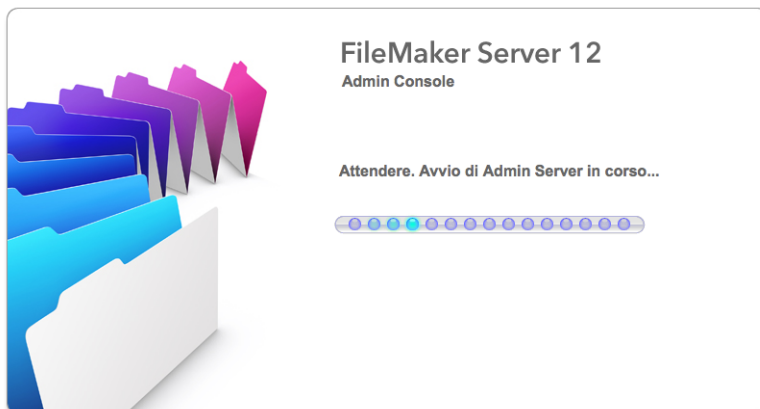 FileMaker Server 12
Admin Console
Attendere. Avvio di Admin Server in corso...